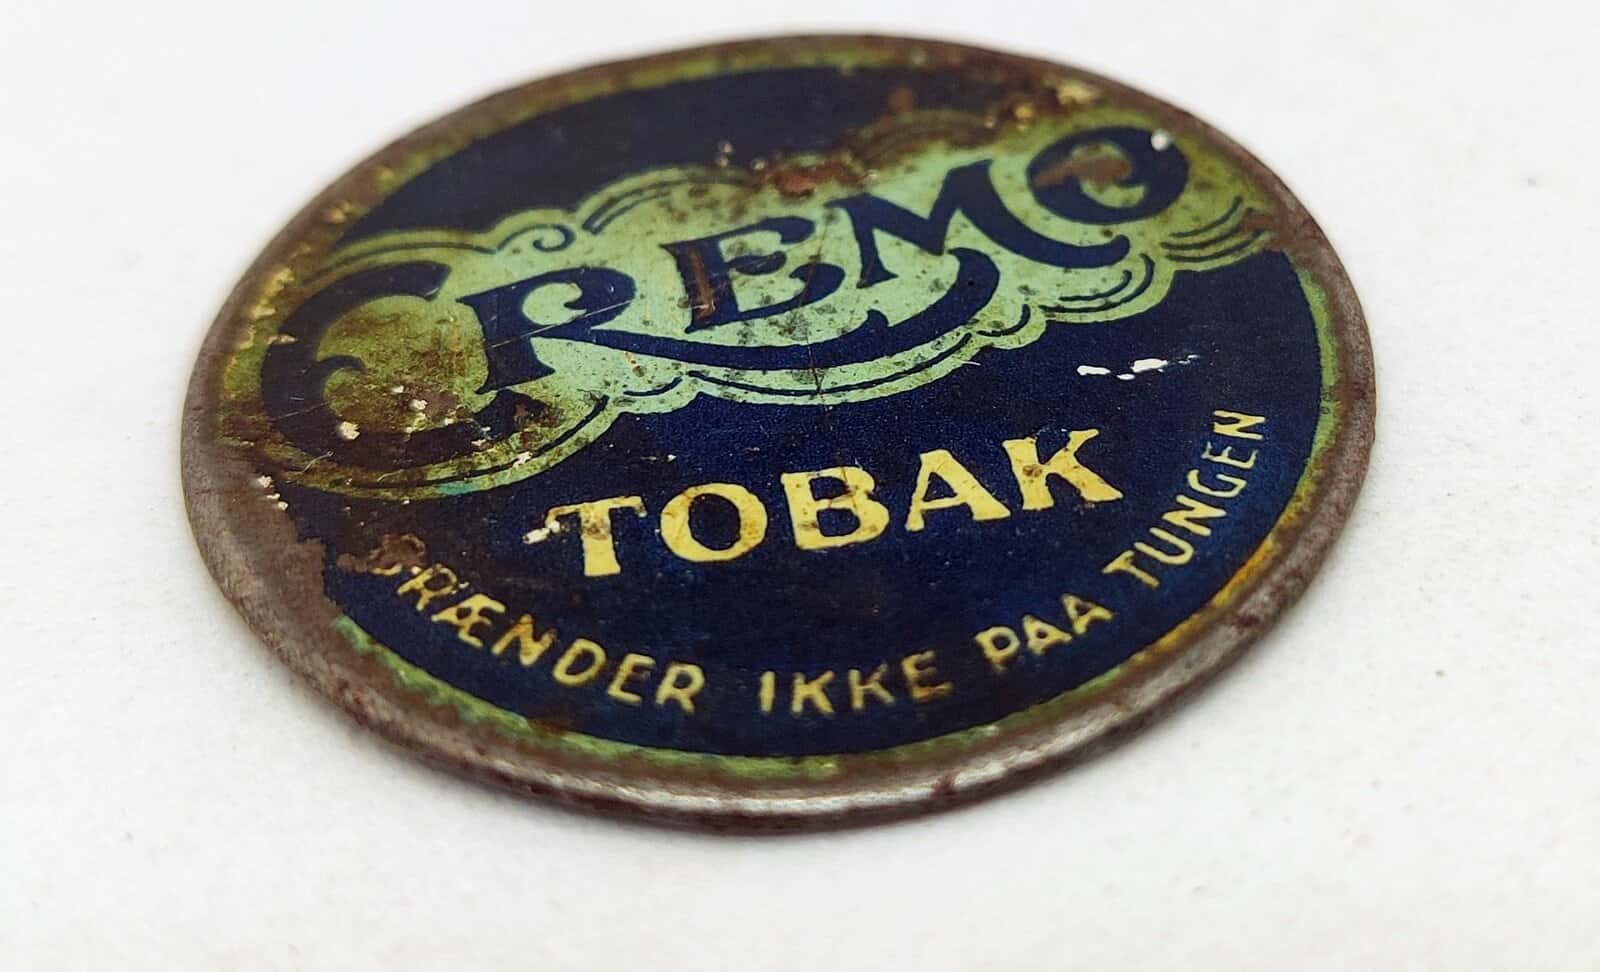 CREMO
TOBAK
BRÆNDER IKKE PAA TUNGEN